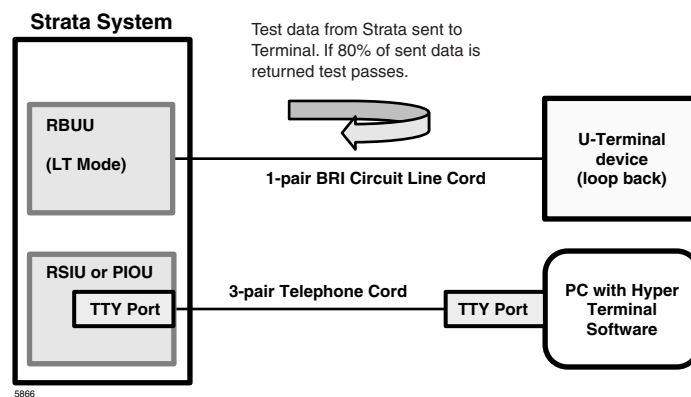 Strata System
Test data from Strata sent to
Terminal. If 80% of sent data is
returned test passes.
RBUU
(LT Mode)
U-Terminal
device
(loop back)
1-pair BRI Circuit Line Cord
RSIU or PIOU
TTY Port
3-pair Telephone Cord
TTY Port
PC with Hyper
Terminal
Software
5866